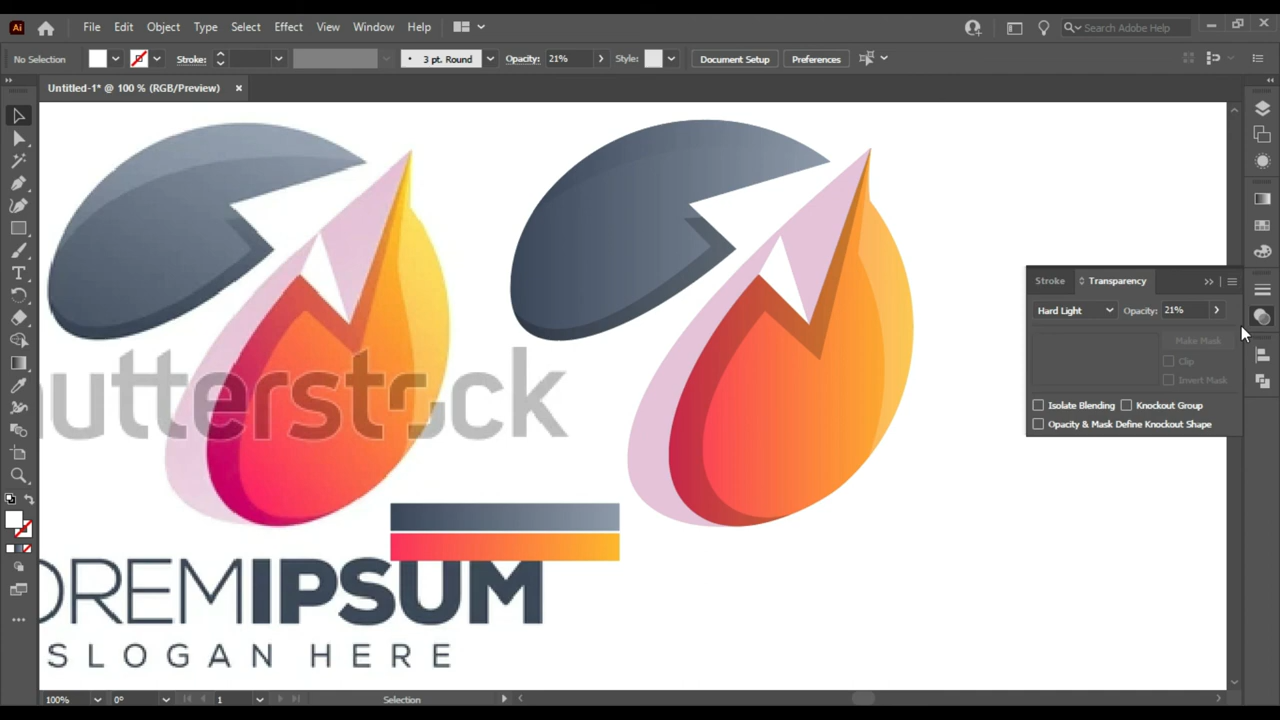 Ai File Edit Object Type Select Effect View Window Help Search Adobe Help
No Selection Stroke: 3 pt. Round Opacity: 21% Style: Document Setup Preferences
Untitled-1* @ 100 % (RGB/Preview) ×
Stroke Transparency
Hard Light Opacity: 21%
Make Mask
Clip
Invert Mask
Isolate Blending Knockout Group
Opacity & Mask Define Knockout Shape
utterstock
OREMIPSUM
SLOGAN HERE
100% 0° 1 Selection